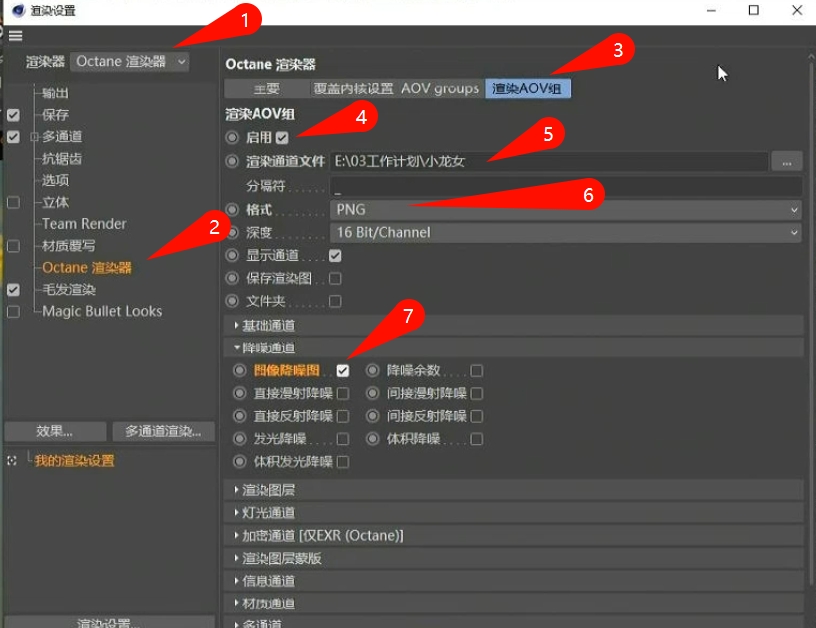 渲染设置
1
渲染器 Octane 渲染器
输出
保存
多通道
抗锯齿
选项
立体
Team Render
材质覆写
Octane 渲染器
毛发渲染
Magic Bullet Looks
2
效果... 多通道渲染...
我的渲染设置
渲染设置...
Octane 渲染器
3
主要 覆盖内核设置 AOV groups 渲染AOV组
渲染AOV组
4
启用
5
渲染通道文件 E:\03工作计划\小龙女 ...
分隔符...... _
6
格式........ PNG
深度........ 16 Bit/Channel
显示通道....
保存渲染图..
文件夹......
7
基础通道
降噪通道
图像降噪图.. 降噪余数....
直接漫射降噪 间接漫射降噪
直接反射降噪 间接反射降噪
发光降噪.... 体积降噪....
体积发光降噪
渲染图层
灯光通道
加密通道 [仅EXR (Octane)]
渲染图层蒙版
信息通道
材质通道
多通道